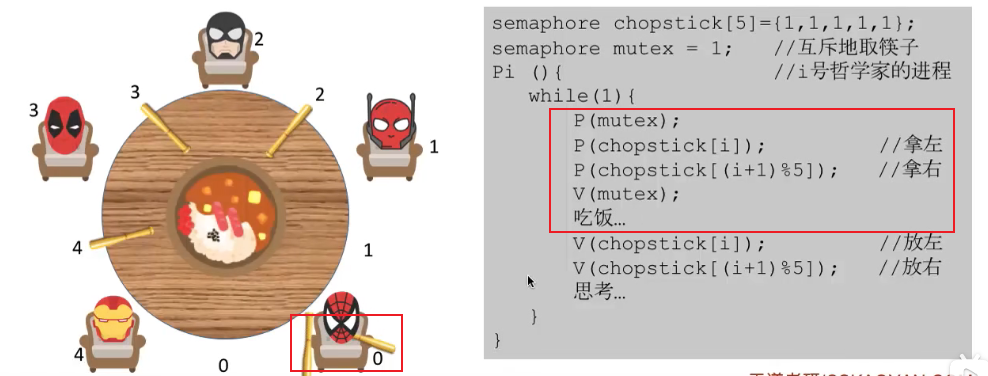 2
3
2
3
1
4
1
4
0
0
semaphore chopstick[5]={1,1,1,1,1};
semaphore mutex = 1; //互斥地取筷子
Pi (){ //i号哲学家的进程
while(1){
P(mutex);
P(chopstick[i]); //拿左
P(chopstick[(i+1)%5]); //拿右
V(mutex);
吃饭…
V(chopstick[i]); //放左
V(chopstick[(i+1)%5]); //放右
思考…
}
}